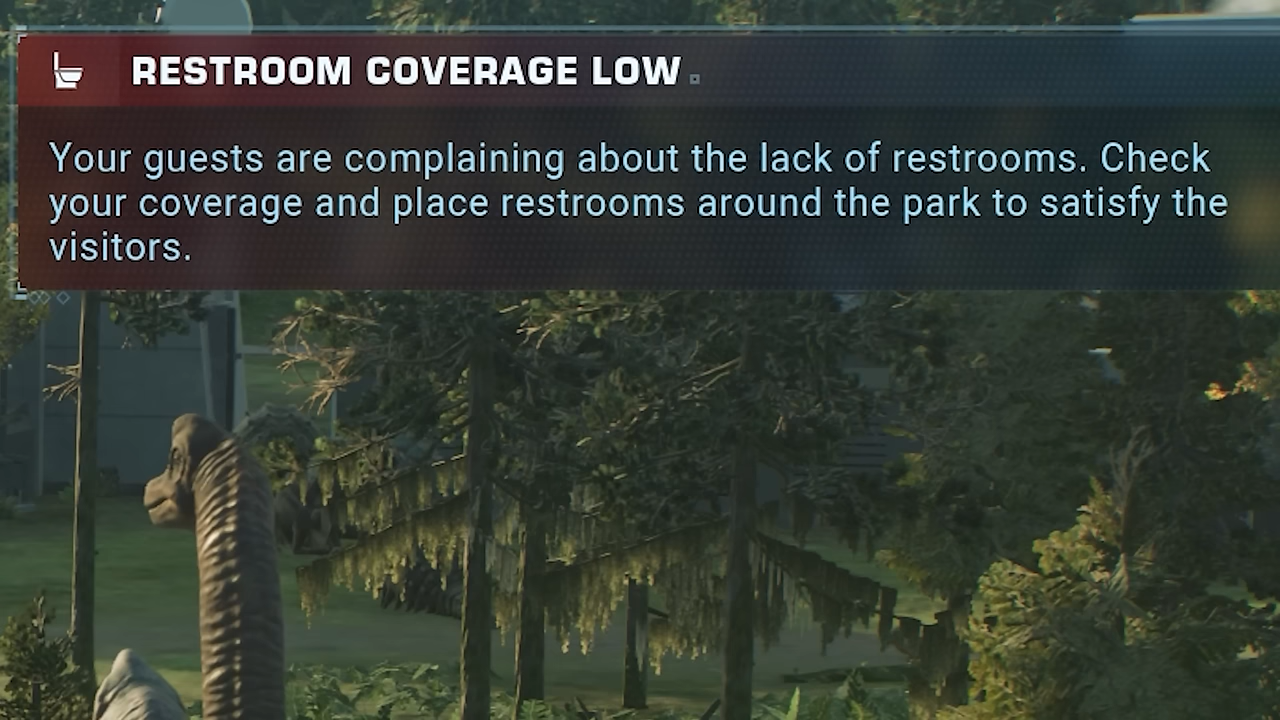 RESTROOM COVERAGE LOW
Your guests are complaining about the lack of restrooms. Check
your coverage and place restrooms around the park to satisfy the
visitors.